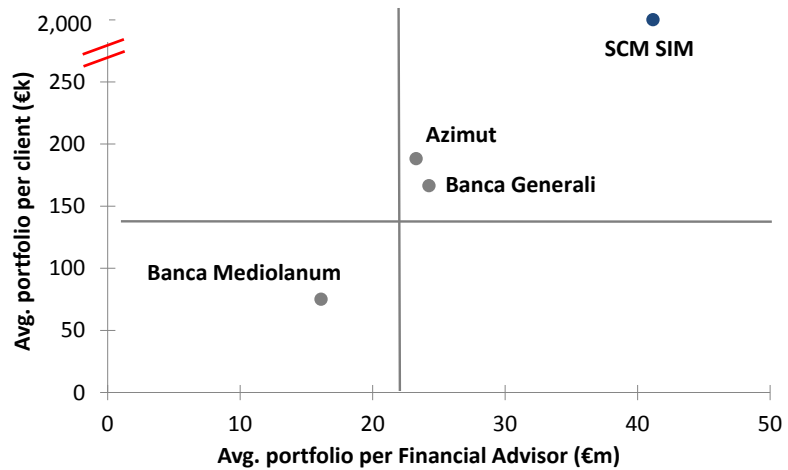 2,000
SCM SIM
250
Azimut
200
Banca Generali
150
Banca Mediolanum
100
50
0
0 10 20 30 40 50
Avg. portfolio per client (€k)
Avg. portfolio per Financial Advisor (€m)